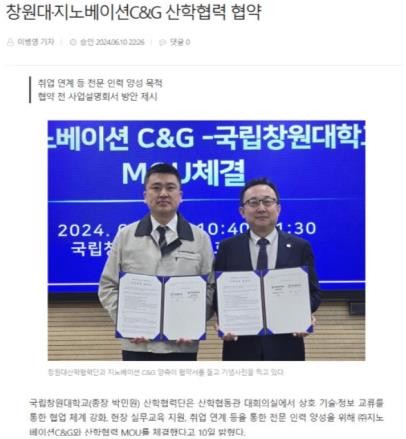 창원대·지노베이션C&G 산학협력 협약
이병영 기자
승인 2024.06.10 22:26
댓글 0
취업 연계 등 전문 인력 양성 목적
협약 전 사업설명회서 방안 제시
노베이션 C&G -국립창원대학교
MOU체결
2024. 0 10:40 1:30
국립창
창원대산학협력단과 지노베이션 C&G 양측이 협약서를 들고 기념사진을 찍고 있다.
국립창원대학교(총장 박민원) 산학협력단은 산학협동관 대회의실에서 상호 기술·정보 교류를
통한 협업 체계 강화, 현장 실무교육 지원, 취업 연계 등을 통한 전문 인력 양성을 위해 ㈜지노
베이션C&G와 산학협력 MOU를 체결했다고 10일 밝혔다.